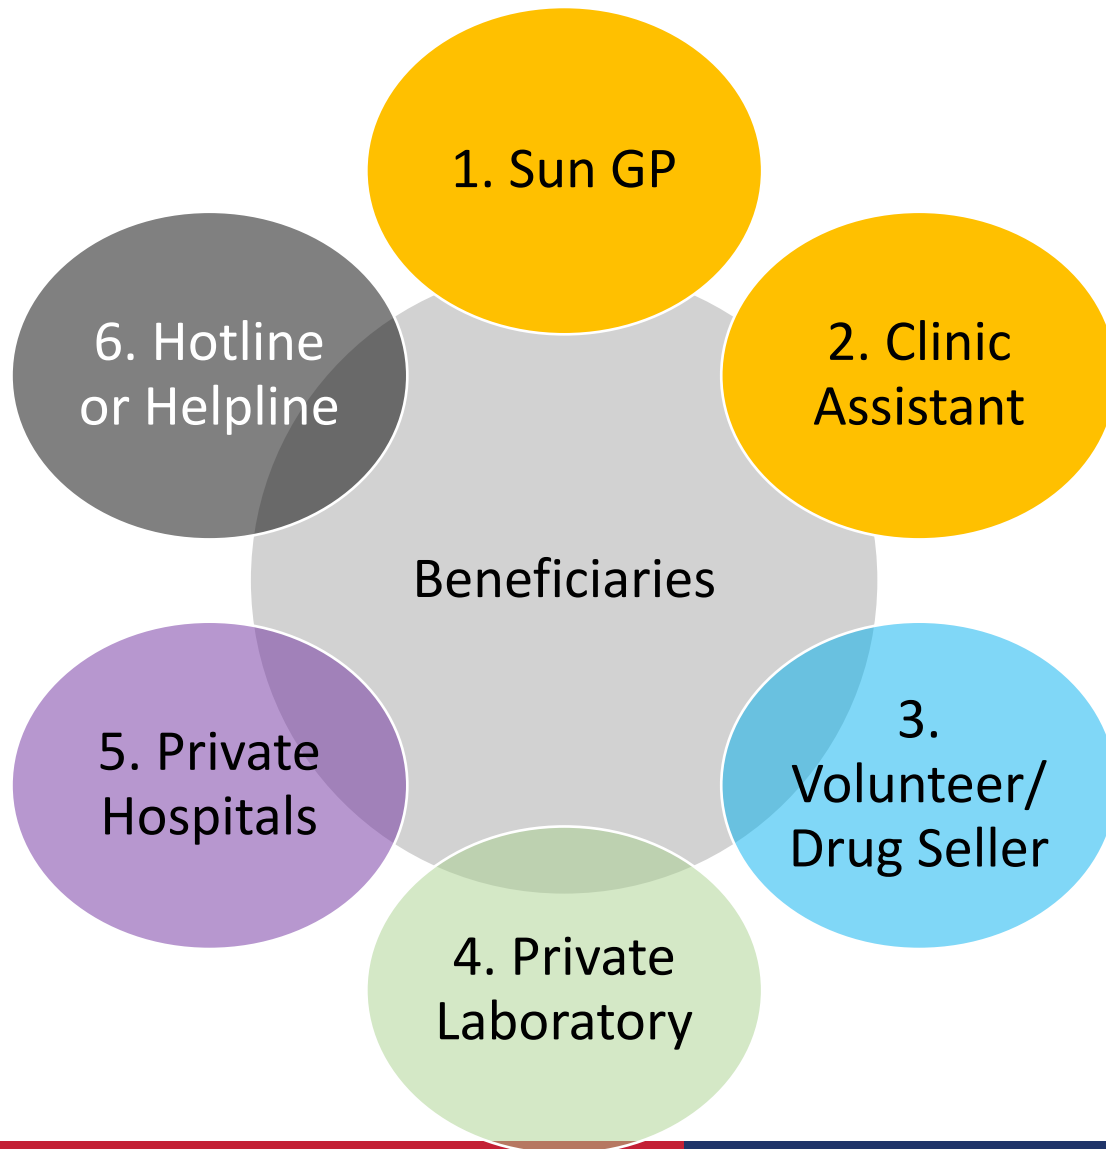 1. Sun GP
2. Clinic
Assistant
3.
Volunteer/
Drug Seller
4. Private
Laboratory
5. Private
Hospitals
6. Hotline
or Helpline
Beneficiaries